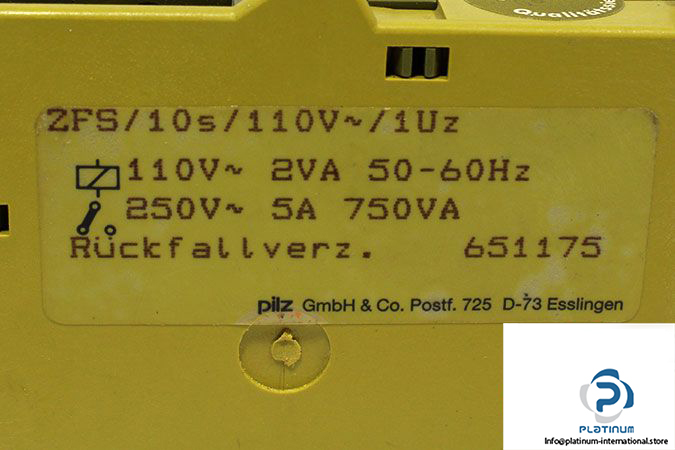 Qualitäts
ZFS/10s/110V~/1Uz
110V~ 2VA 50-60Hz
250V~ 5A 750VA
Rückfallverz. 651175
pilz GmbH & Co. Postf. 725 D-73 Esslingen
PLATINUM
Info@platinum-international.store